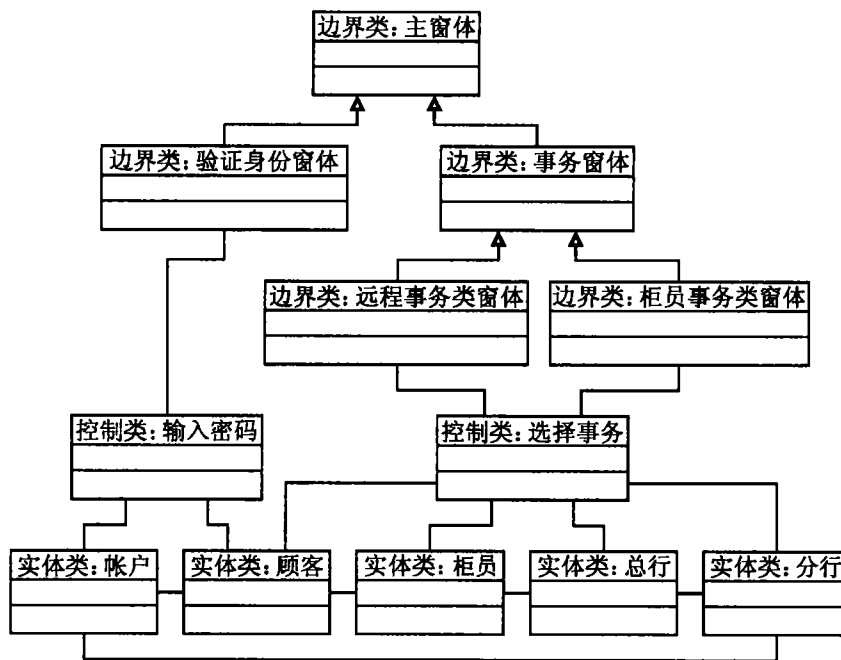 边界类:主窗体
边界类:验证身份窗体
边界类:事务窗体
边界类:远程事务类窗体
边界类:柜员事务类窗体
控制类:输入密码
控制类:选择事务
实体类:帐户
实体类:顾客
实体类:柜员
实体类:总行
实体类:分行